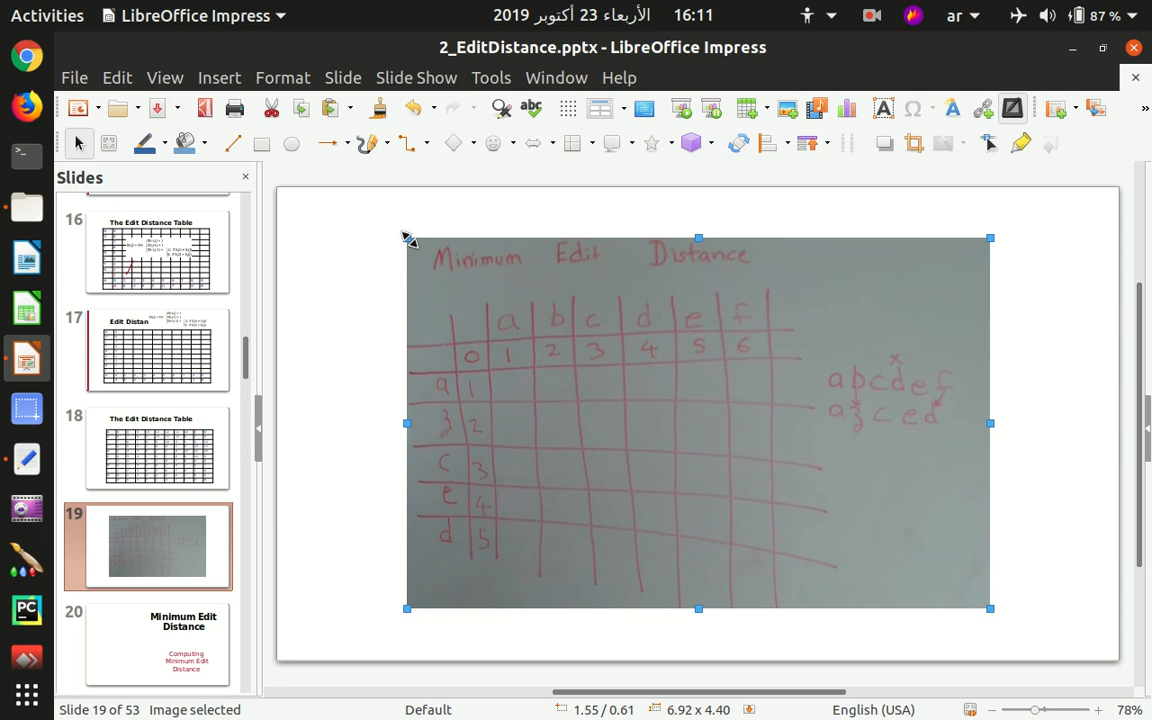 Activities LibreOffice Impress الأربعاء 23 أكتوبر 2019 16:11 ar 87 %
2_EditDistance.pptx - LibreOffice Impress
File Edit View Insert Format Slide Slide Show Tools Window Help
Slides
16
The Edit Distance Table
17
Edit Distan
18
The Edit Distance Table
19
20
Minimum Edit
Distance
Computing
Minimum Edit
Distance
Minimum Edit Distance
a b c d e f
0 1 2 3 4 5 6
a 1
z 2
c 3
e 4
d 5
x
abcdef
azced
PC
Slide 19 of 53 Image selected Default 1.55 / 0.61 6.92 x 4.40 English (USA) 78%